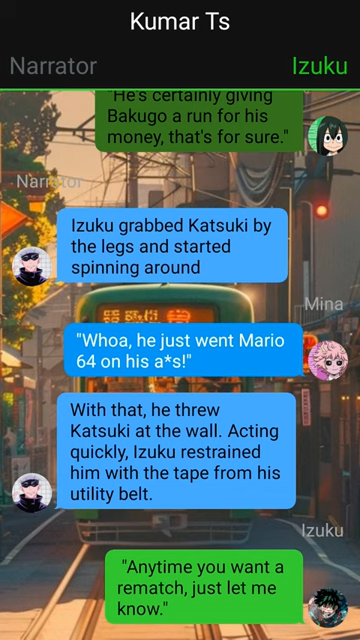 Kumar Ts
Narrator
Izuku
"He's certainly giving
Bakugo a run for his
money, that's for sure."
Narrator
Izuku grabbed Katsuki by
the legs and started
spinning around
Mina
"Whoa, he just went Mario
64 on his a*s!"
With that, he threw
Katsuki at the wall. Acting
quickly, Izuku restrained
him with the tape from his
utility belt.
Izuku
"Anytime you want a
rematch, just let me
know."